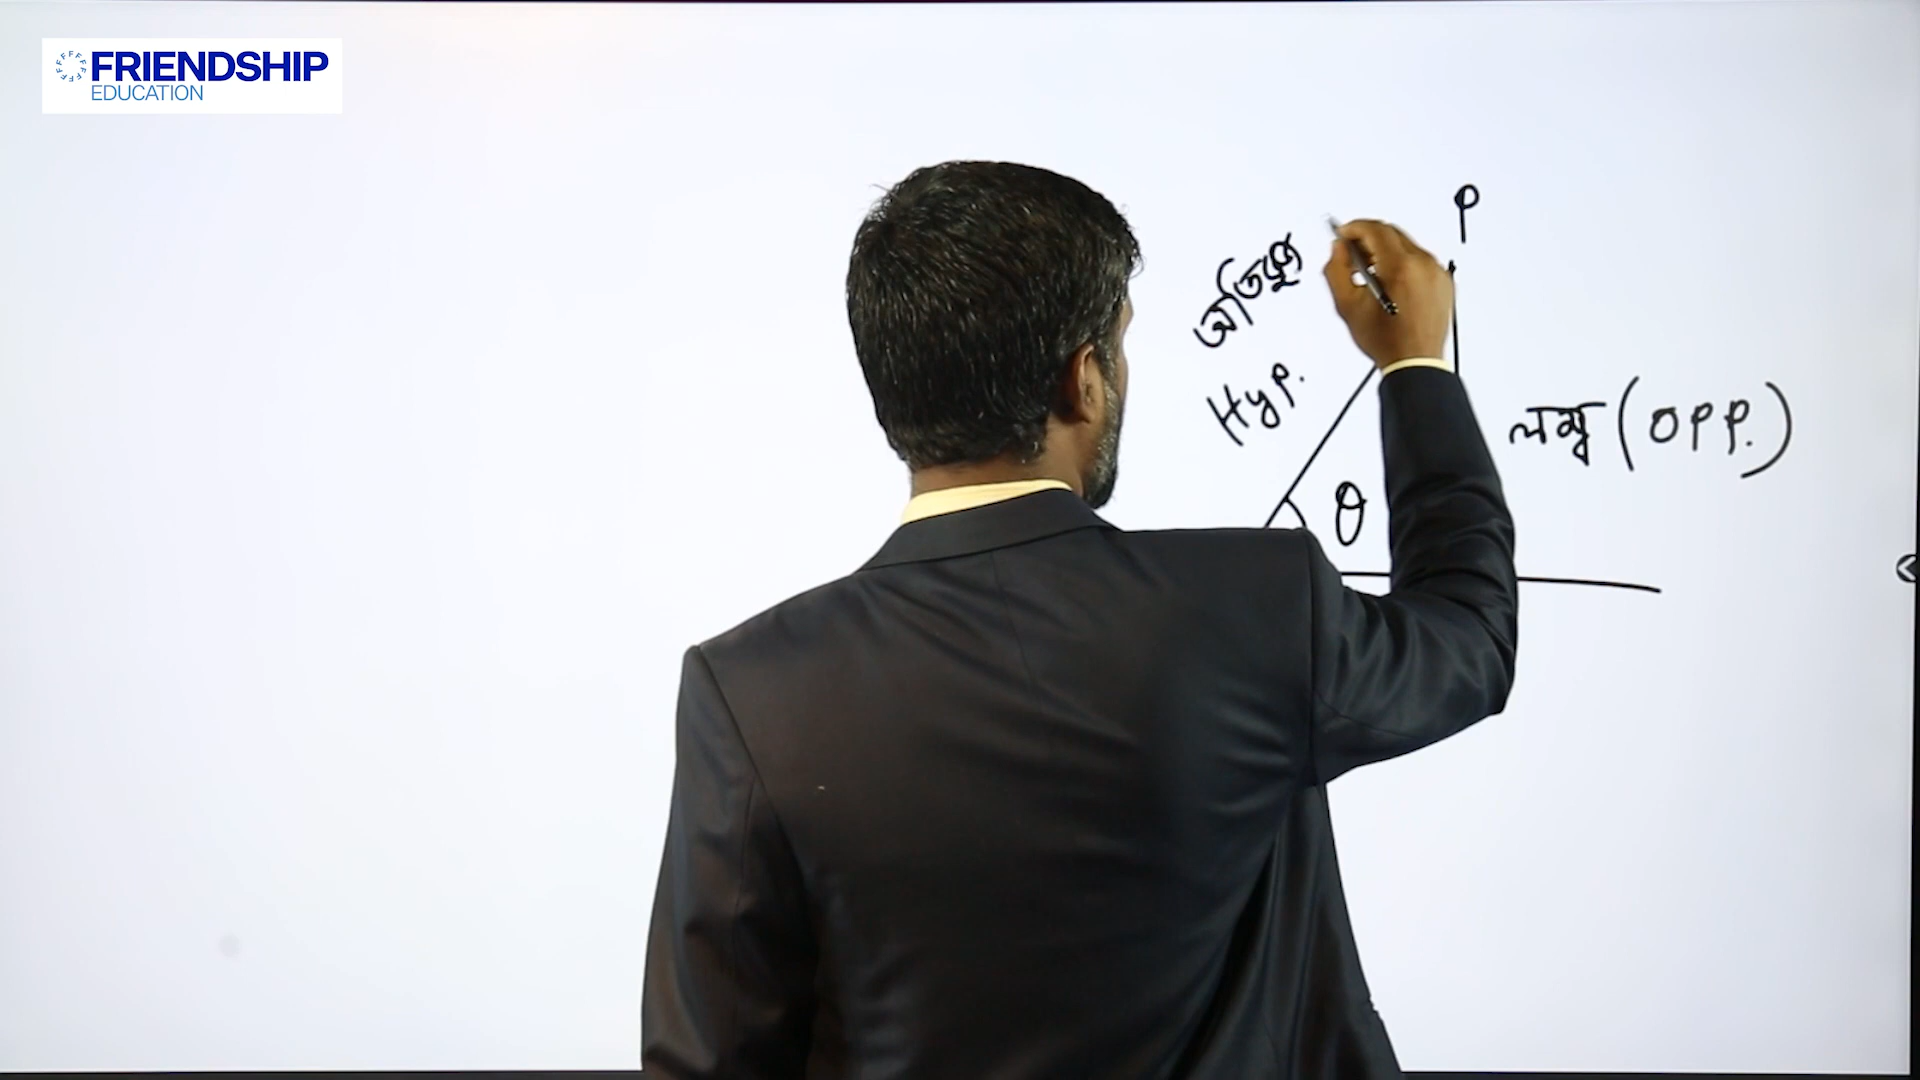 FRIENDSHIP
EDUCATION
P
অতিভুজ
Hyp.
লম্ব (opp.)
θ